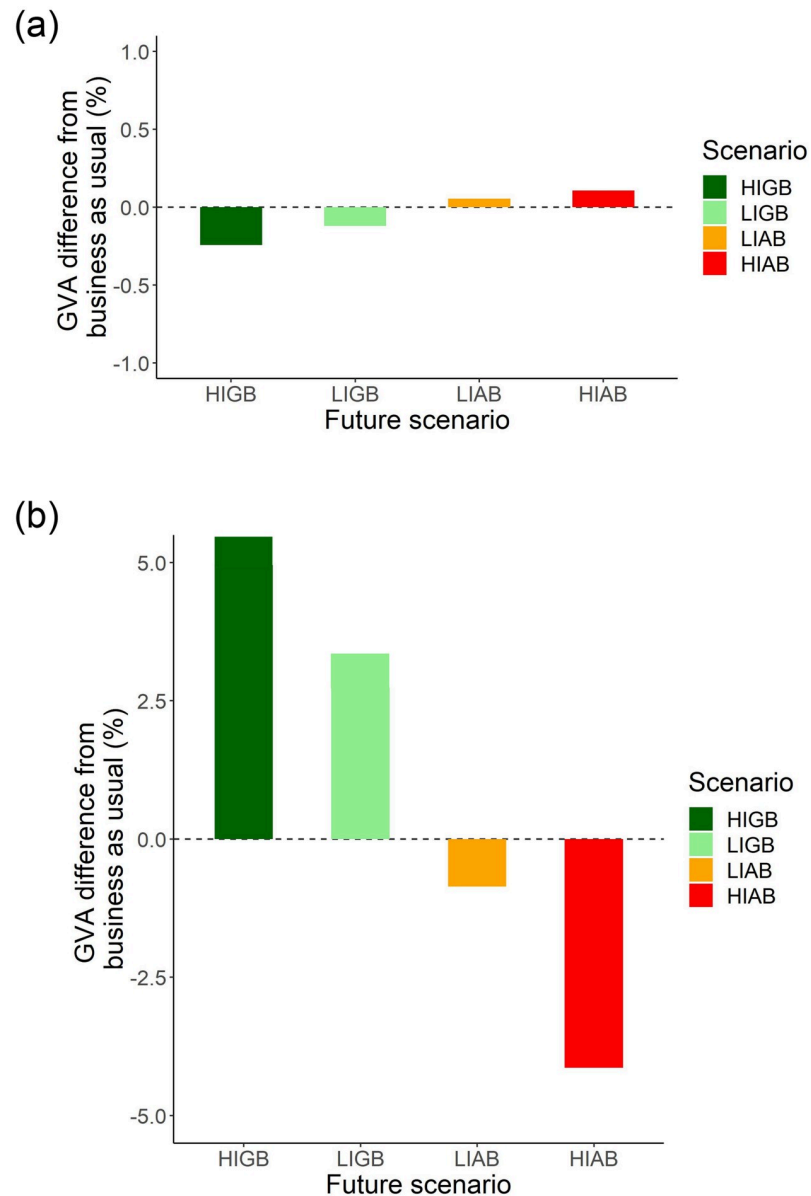 (a)
GVA difference from
business as usual (%)
1.0
0.5
0.0
-0.5
-1.0
HIGB LIGB LIAB HIAB
Future scenario
Scenario
HIGB
LIGB
LIAB
HIAB
(b)
GVA difference from
business as usual (%)
5.0
2.5
0.0
-2.5
-5.0
HIGB LIGB LIAB HIAB
Future scenario
Scenario
HIGB
LIGB
LIAB
HIAB